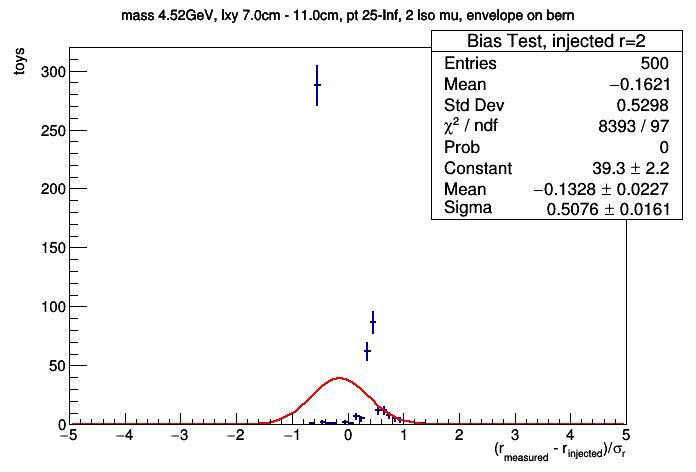 mass 4.52GeV, lxy 7.0cm - 11.0cm, pt 25-Inf, 2 Iso mu, envelope on bern
Bias Test, injected r=2
Entries 500
Mean −0.1621
Std Dev 0.5298
χ² / ndf 8393 / 97
Prob 0
Constant 39.3 ± 2.2
Mean −0.1328 ± 0.0227
Sigma 0.5076 ± 0.0161
toys
300
250
200
150
100
50
0
−5 −4 −3 −2 −1 0 1 2 3 4 5
(r_measured - r_injected)/σ_r